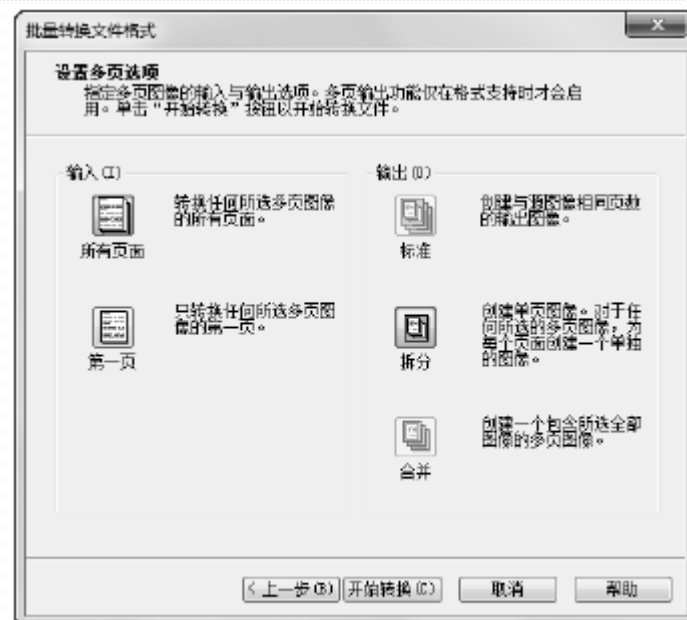 批量转换文件格式
设置多页选项
指定多页图像的输入与输出选项。多页输出功能仅在格式支持时才会启
用。单击“开始转换”按钮以开始转换文件。
输入(I)
所有页面
转换任何所选多页图像
的所有页面。
第一页
只转换任何所选多页图
像的第一页。
输出(O)
标准
创建与源图像相同页数
的输出图像。
拆分
创建单页图像。对于任
何所选的多页图像，为
每个页面创建一个单独
的图像。
合并
创建一个包含所选全部
图像的多页图像。
< 上一步(B)
开始转换(C)
取消
帮助